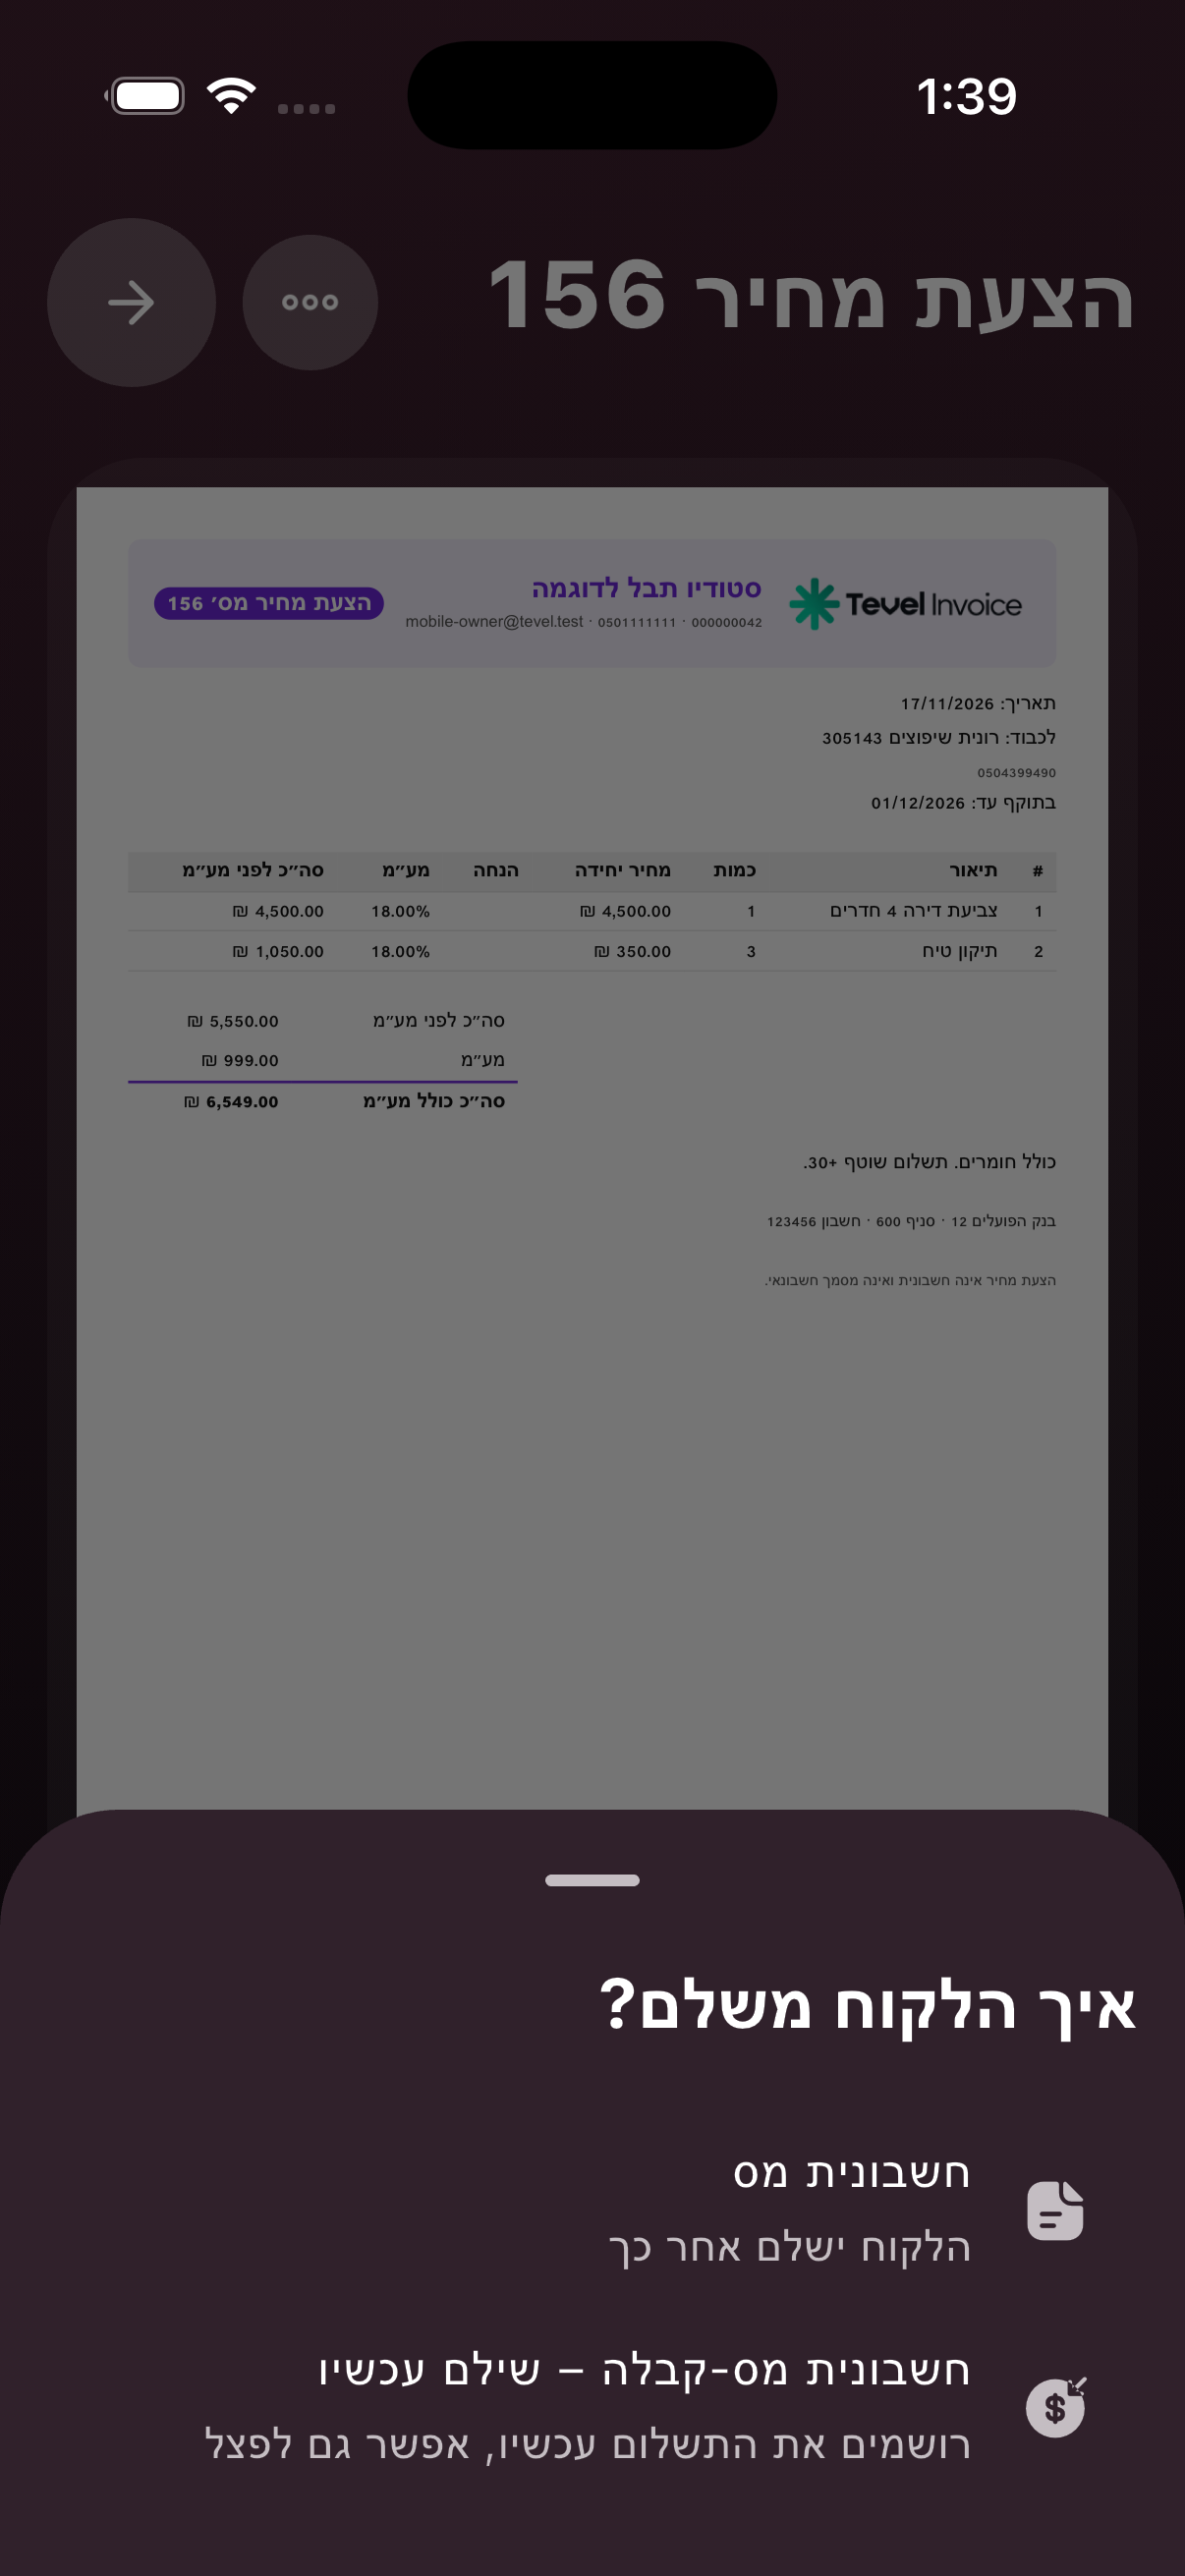 1:39
הצעת מחיר 156
Tevel Invoice
סטודיו תבל לדוגמה
000000042 · 0501111111 · mobile-owner@tevel.test
הצעת מחיר מס׳ 156
תאריך: 17/11/2026
לכבוד: רונית שיפוצים 305143
0504399490
בתוקף עד: 01/12/2026
# תיאור כמות מחיר יחידה הנחה מע״מ סה״כ לפני מע״מ
1 צביעת דירה 4 חדרים 1 4,500.00 ₪ 18.00% 4,500.00 ₪
2 תיקון טיח 3 350.00 ₪ 18.00% 1,050.00 ₪
סה״כ לפני מע״מ 5,550.00 ₪
מע״מ 999.00 ₪
סה״כ כולל מע״מ 6,549.00 ₪
כולל חומרים. תשלום שוטף +30.
בנק הפועלים 12 · סניף 600 · חשבון 123456
הצעת מחיר אינה חשבונית ואינה מסמך חשבונאי.
איך הלקוח משלם?
חשבונית מס
הלקוח ישלם אחר כך
חשבונית מס-קבלה – שילם עכשיו
רושמים את התשלום עכשיו, אפשר גם לפצל